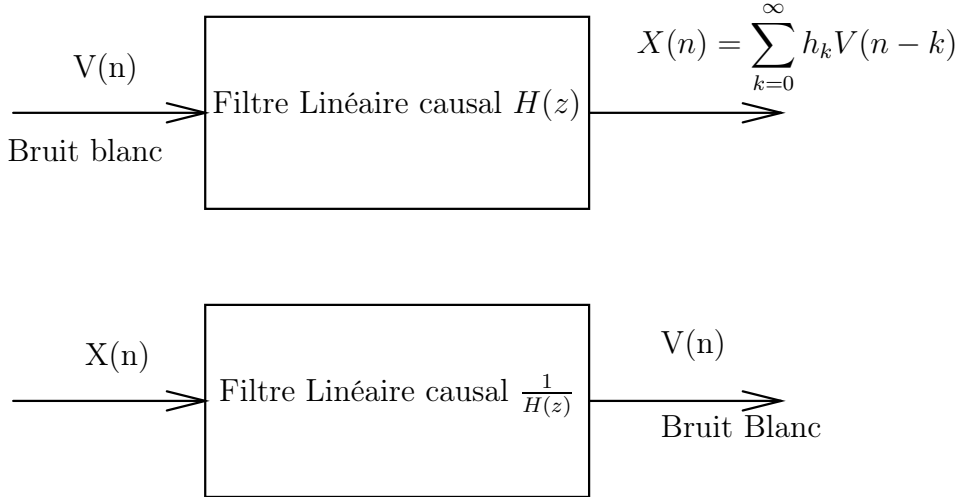 V(n)
Bruit blanc
Filtre Linéaire causal $H(z)$
$X(n) = \sum_{k=0}^{\infty} h_k V(n-k)$
X(n)
Filtre Linéaire causal $\frac{1}{H(z)}$
V(n)
Bruit Blanc